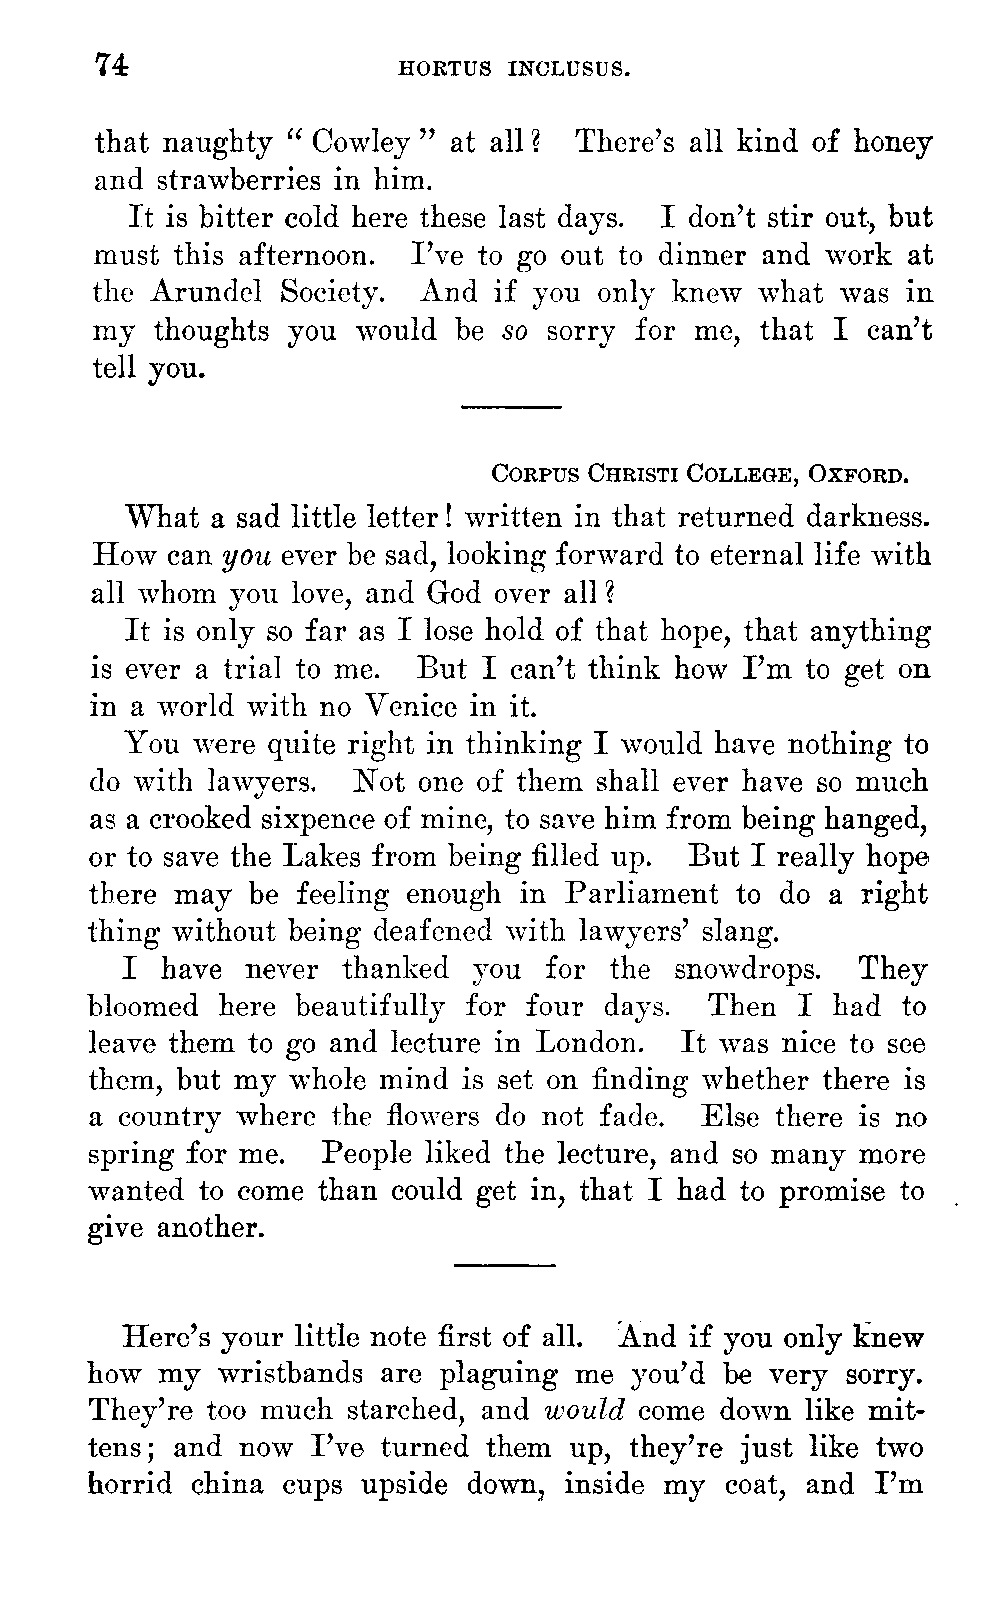 74 HORTUS INCLUSUS.
that naughty “ Cowley ” at all ? There’s all kind of honey
and strawberries in him.
It is bitter cold here these last days. I don’t stir out, but
must this afternoon. I’ve to go out to dinner and work at
the Arundel Society. And if you only knew what was in
my thoughts you would be so sorry for me, that I can’t
tell you.
CORPUS CHRISTI COLLEGE, OXFORD.
What a sad little letter ! written in that returned darkness.
How can you ever be sad, looking forward to eternal life with
all whom you love, and God over all ?
It is only so far as I lose hold of that hope, that anything
is ever a trial to me. But I can’t think how I’m to get on
in a world with no Venice in it.
You were quite right in thinking I would have nothing to
do with lawyers. Not one of them shall ever have so much
as a crooked sixpence of mine, to save him from being hanged,
or to save the Lakes from being filled up. But I really hope
there may be feeling enough in Parliament to do a right
thing without being deafened with lawyers’ slang.
I have never thanked you for the snowdrops. They
bloomed here beautifully for four days. Then I had to
leave them to go and lecture in London. It was nice to see
them, but my whole mind is set on finding whether there is
a country where the flowers do not fade. Else there is no
spring for me. People liked the lecture, and so many more
wanted to come than could get in, that I had to promise to
give another.
Here’s your little note first of all. And if you only knew
how my wristbands are plaguing me you’d be very sorry.
They’re too much starched, and would come down like mit-
tens; and now I’ve turned them up, they’re just like two
horrid china cups upside down, inside my coat, and I’m